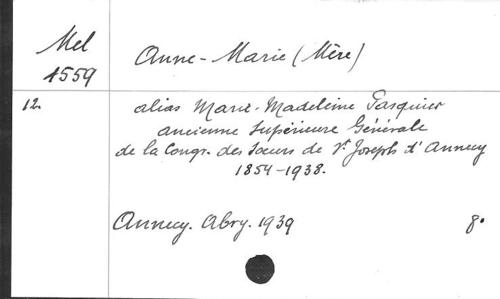 Mel
1559
Anne-Marie (Mère)
12.
alias Marie-Madeleine Pasquier
ancienne Supérieure Générale
de la Congr. des Sœurs de St Joseph d'Annecy
1854-1938.
Annecy. Abry. 1939
8°